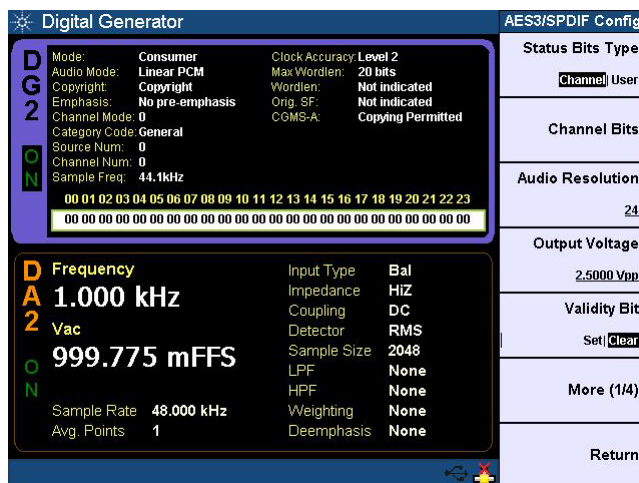 Digital Generator
AES3/SPDIF Config
DG2
ON
Mode: Consumer Clock Accuracy: Level 2
Audio Mode: Linear PCM Max Wordlen: 20 bits
Copyright: Copyright Wordlen: Not indicated
Emphasis: No pre-emphasis Orig. SF: Not indicated
Channel Mode: 0 CGMS-A: Copying Permitted
Category Code: General
Source Num: 0
Channel Num: 0
Sample Freq: 44.1kHz
00 01 02 03 04 05 06 07 08 09 10 11 12 13 14 15 16 17 18 19 20 21 22 23
00 00 00 00 00 00 00 00 00 00 00 00 00 00 00 00 00 00 00 00 00 00 00 00
DA2
ON
Frequency
1.000 kHz
Vac
999.775 mFFS
Sample Rate 48.000 kHz
Avg. Points 1
Input Type Bal
Impedance HiZ
Coupling DC
Detector RMS
Sample Size 2048
LPF None
HPF None
Weighting None
Deemphasis None
Status Bits Type
Channel| User
Channel Bits
Audio Resolution
24
Output Voltage
2.5000 Vpp
Validity Bit
Set| Clear
More (1/4)
Return